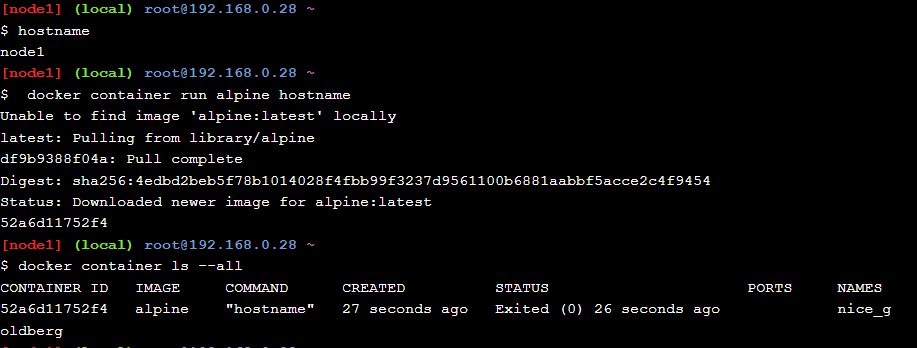 [node1] (local) root@192.168.0.28 ~
$ hostname
node1
[node1] (local) root@192.168.0.28 ~
$  docker container run alpine hostname
Unable to find image 'alpine:latest' locally
latest: Pulling from library/alpine
df9b9388f04a: Pull complete
Digest: sha256:4edbd2beb5f78b1014028f4fbb99f3237d9561100b6881aabbf5acce2c4f9454
Status: Downloaded newer image for alpine:latest
52a6d11752f4
[node1] (local) root@192.168.0.28 ~
$ docker container ls --all
CONTAINER ID   IMAGE     COMMAND      CREATED          STATUS                      PORTS     NAMES
52a6d11752f4   alpine    "hostname"   27 seconds ago   Exited (0) 26 seconds ago             nice_g
oldberg